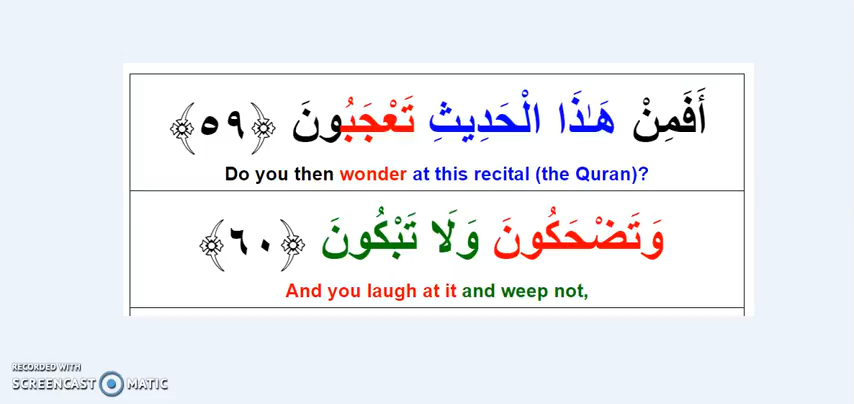 أَفَمِنْ هَـٰذَا الْحَدِيثِ تَعْجَبُونَ ﴿٥٩﴾
Do you then wonder at this recital (the Quran)?
وَتَضْحَكُونَ وَلَا تَبْكُونَ ﴿٦٠﴾
And you laugh at it and weep not,
RECORDED WITH
SCREENCAST MATIC